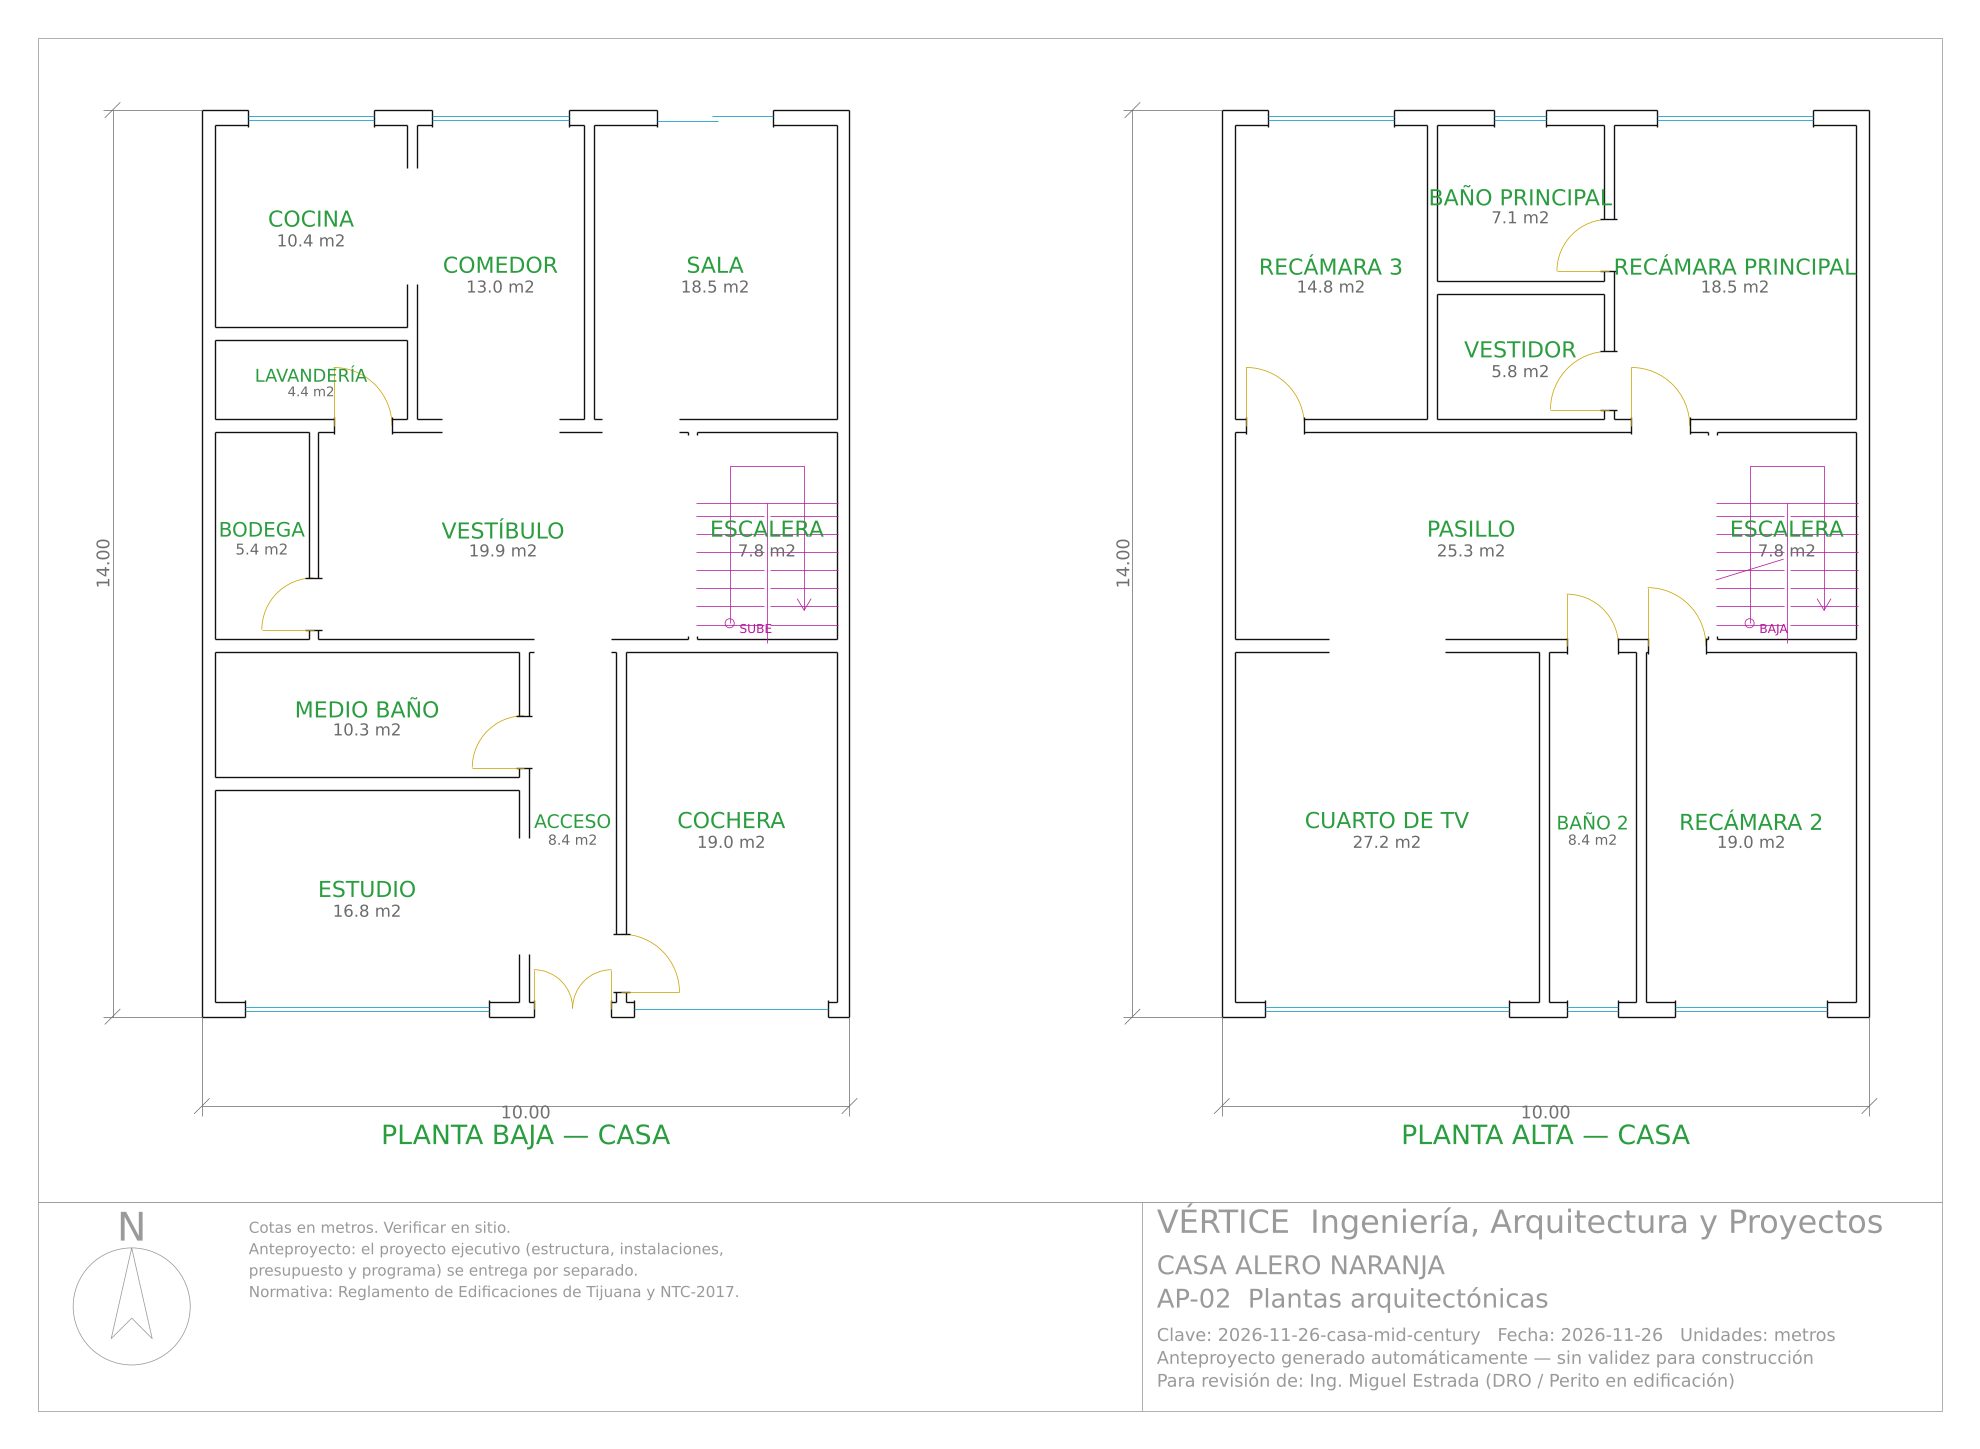 COCINA
10.4 m2
COMEDOR
13.0 m2
SALA
18.5 m2
LAVANDERÍA
4.4 m2
BODEGA
5.4 m2
VESTÍBULO
19.9 m2
ESCALERA
7.8 m2
SUBE
MEDIO BAÑO
10.3 m2
ACCESO
8.4 m2
COCHERA
19.0 m2
ESTUDIO
16.8 m2
14.00
10.00
PLANTA BAJA — CASA
BAÑO PRINCIPAL
7.1 m2
RECÁMARA 3
14.8 m2
RECÁMARA PRINCIPAL
18.5 m2
VESTIDOR
5.8 m2
PASILLO
25.3 m2
ESCALERA
7.8 m2
BAJA
CUARTO DE TV
27.2 m2
BAÑO 2
8.4 m2
RECÁMARA 2
19.0 m2
14.00
10.00
PLANTA ALTA — CASA
N
Cotas en metros. Verificar en sitio.
Anteproyecto: el proyecto ejecutivo (estructura, instalaciones,
presupuesto y programa) se entrega por separado.
Normativa: Reglamento de Edificaciones de Tijuana y NTC-2017.
VÉRTICE  Ingeniería, Arquitectura y Proyectos
CASA ALERO NARANJA
AP-02  Plantas arquitectónicas
Clave: 2026-11-26-casa-mid-century   Fecha: 2026-11-26   Unidades: metros
Anteproyecto generado automáticamente — sin validez para construcción
Para revisión de: Ing. Miguel Estrada (DRO / Perito en edificación)